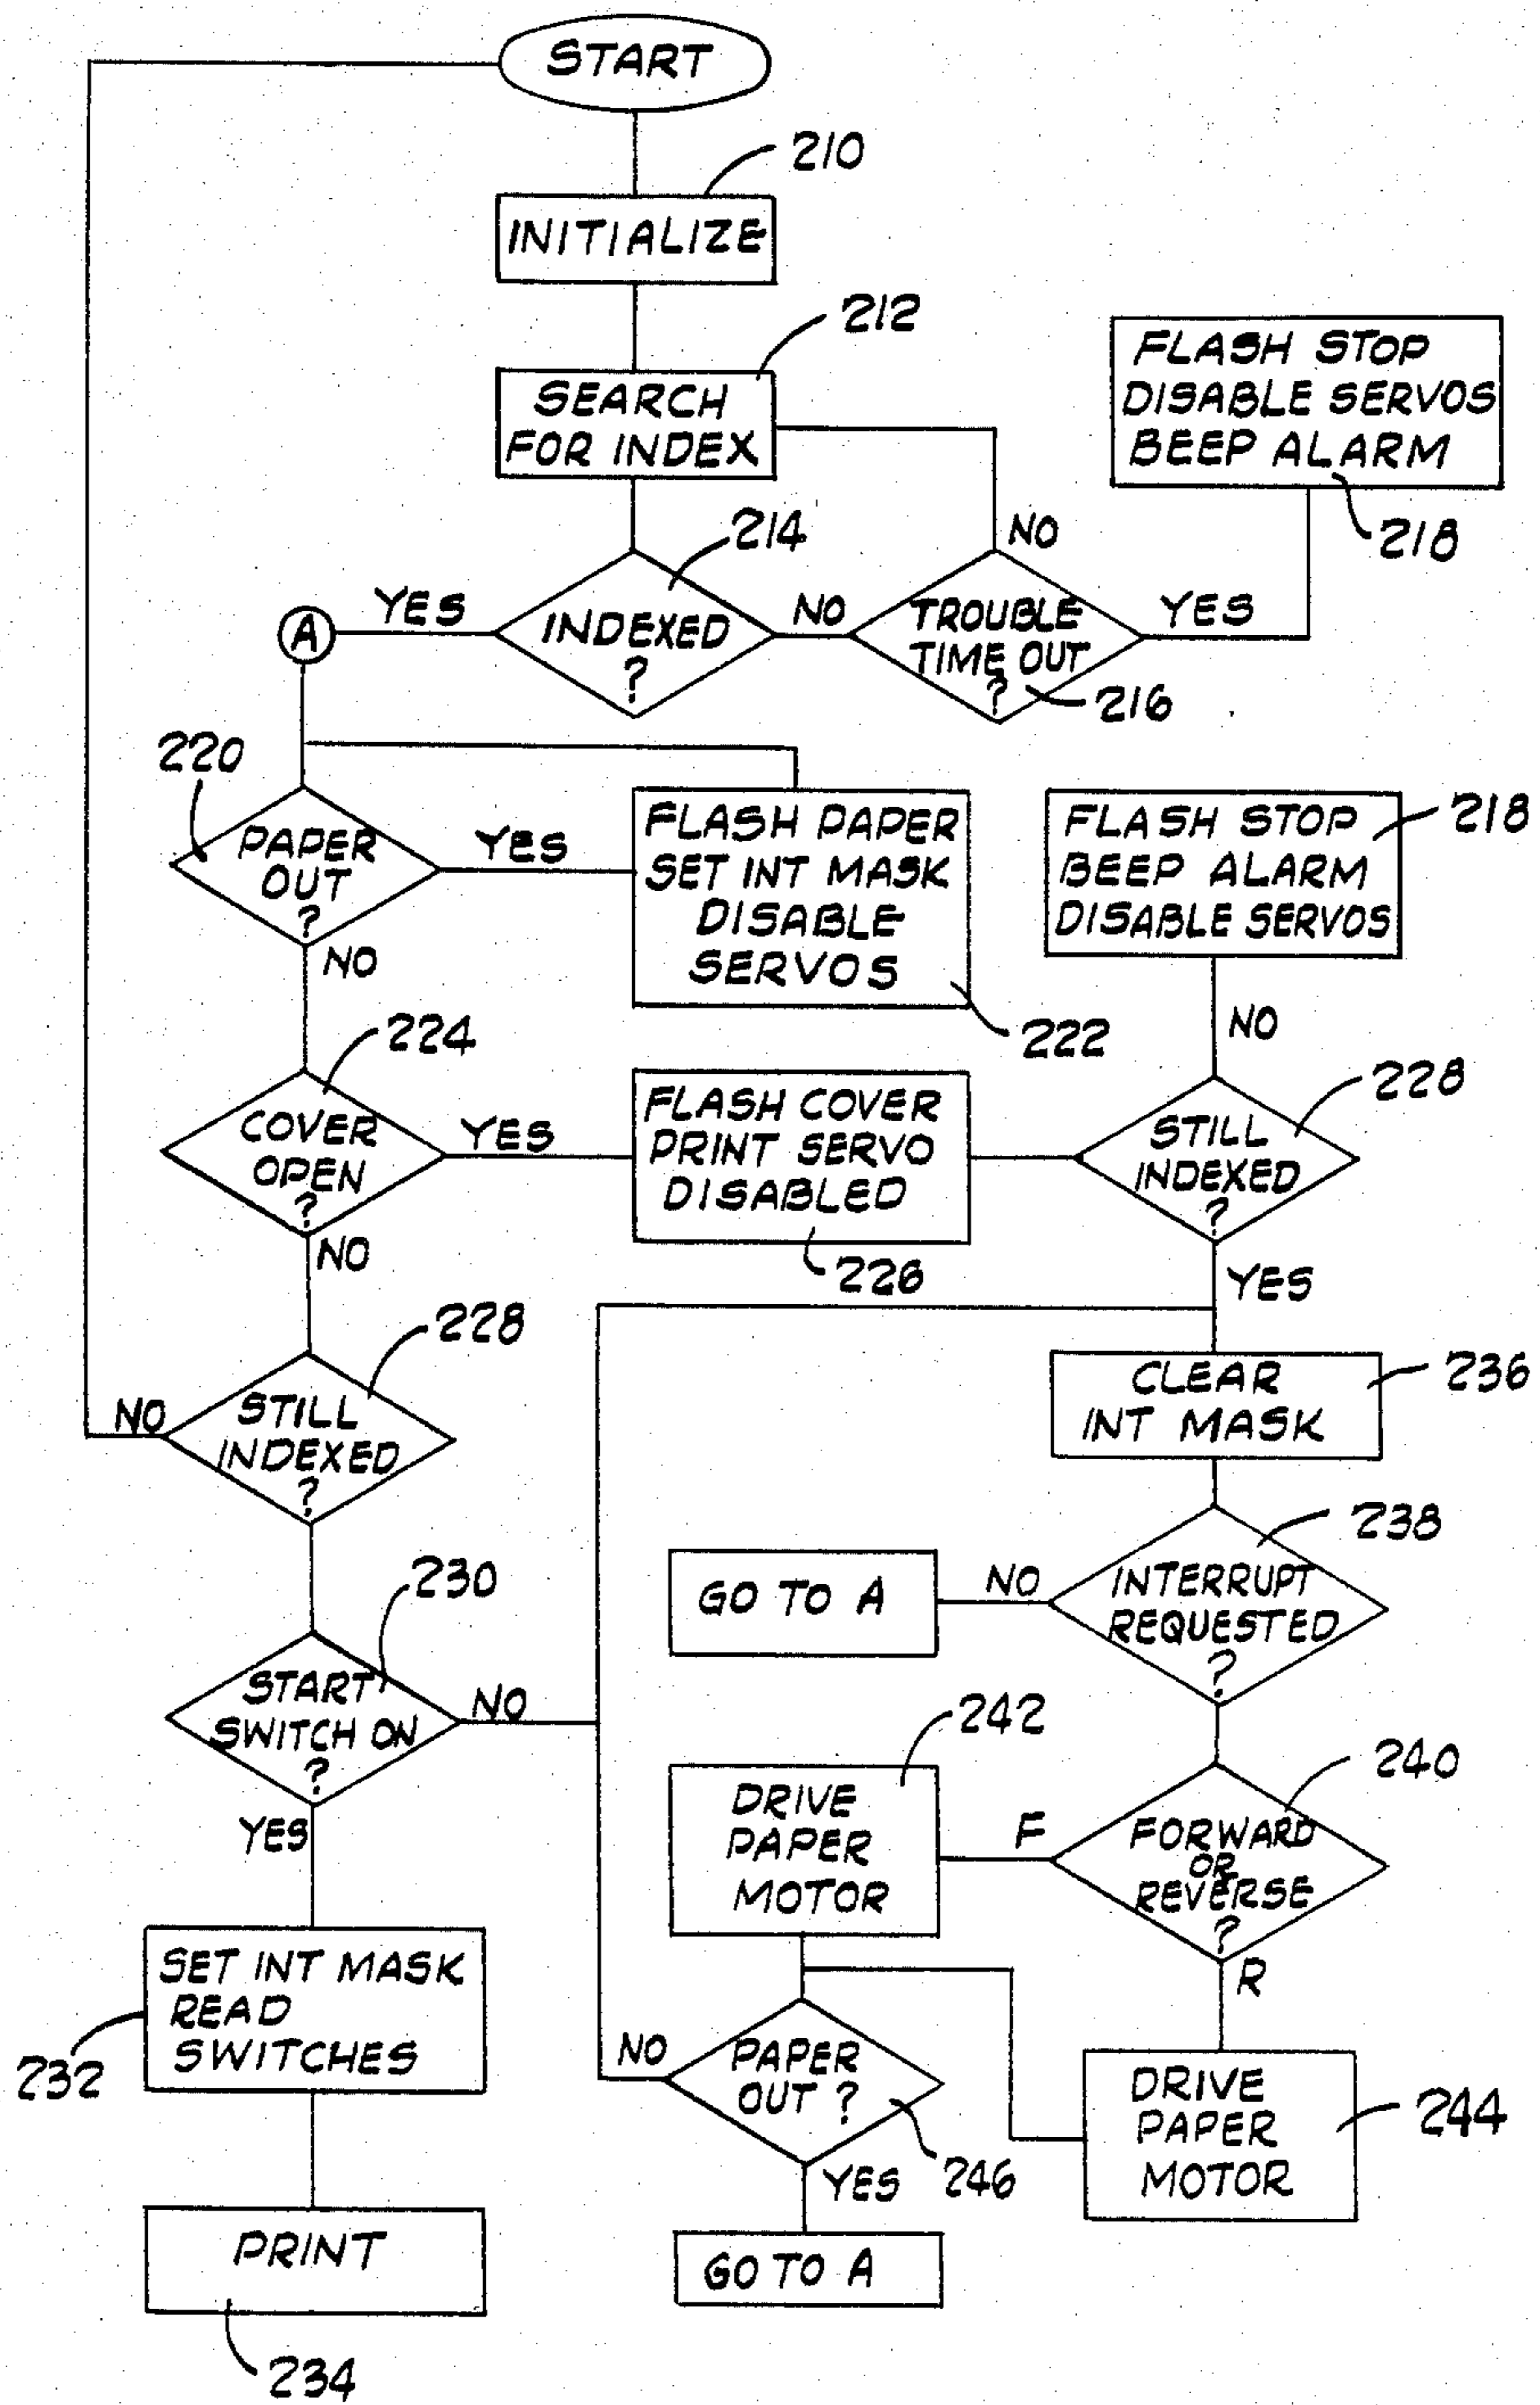 START
210
INITIALIZE
212
SEARCH
FOR INDEX
FLASH STOP
DISABLE SERVOS
BEEP ALARM
218
214
NO
YES
INDEXED
?
NO
TROUBLE
TIME OUT
?
216
YES
A
220
PAPER
OUT
?
YES
NO
FLASH PAPER
SET INT MASK
DISABLE
SERVOS
222
FLASH STOP
BEEP ALARM
DISABLE SERVOS
218
NO
224
COVER
OPEN
?
YES
NO
FLASH COVER
PRINT SERVO
DISABLED
226
228
STILL
INDEXED
?
YES
228
NO
STILL
INDEXED
?
CLEAR
INT MASK
236
230
START
SWITCH ON
?
NO
YES
GO TO A
NO
238
INTERRUPT
REQUESTED
?
242
DRIVE
PAPER
MOTOR
F
240
FORWARD
OR
REVERSE
?
R
SET INT MASK
READ
SWITCHES
232
NO
PAPER
OUT ?
246
YES
DRIVE
PAPER
MOTOR
244
PRINT
234
GO TO A